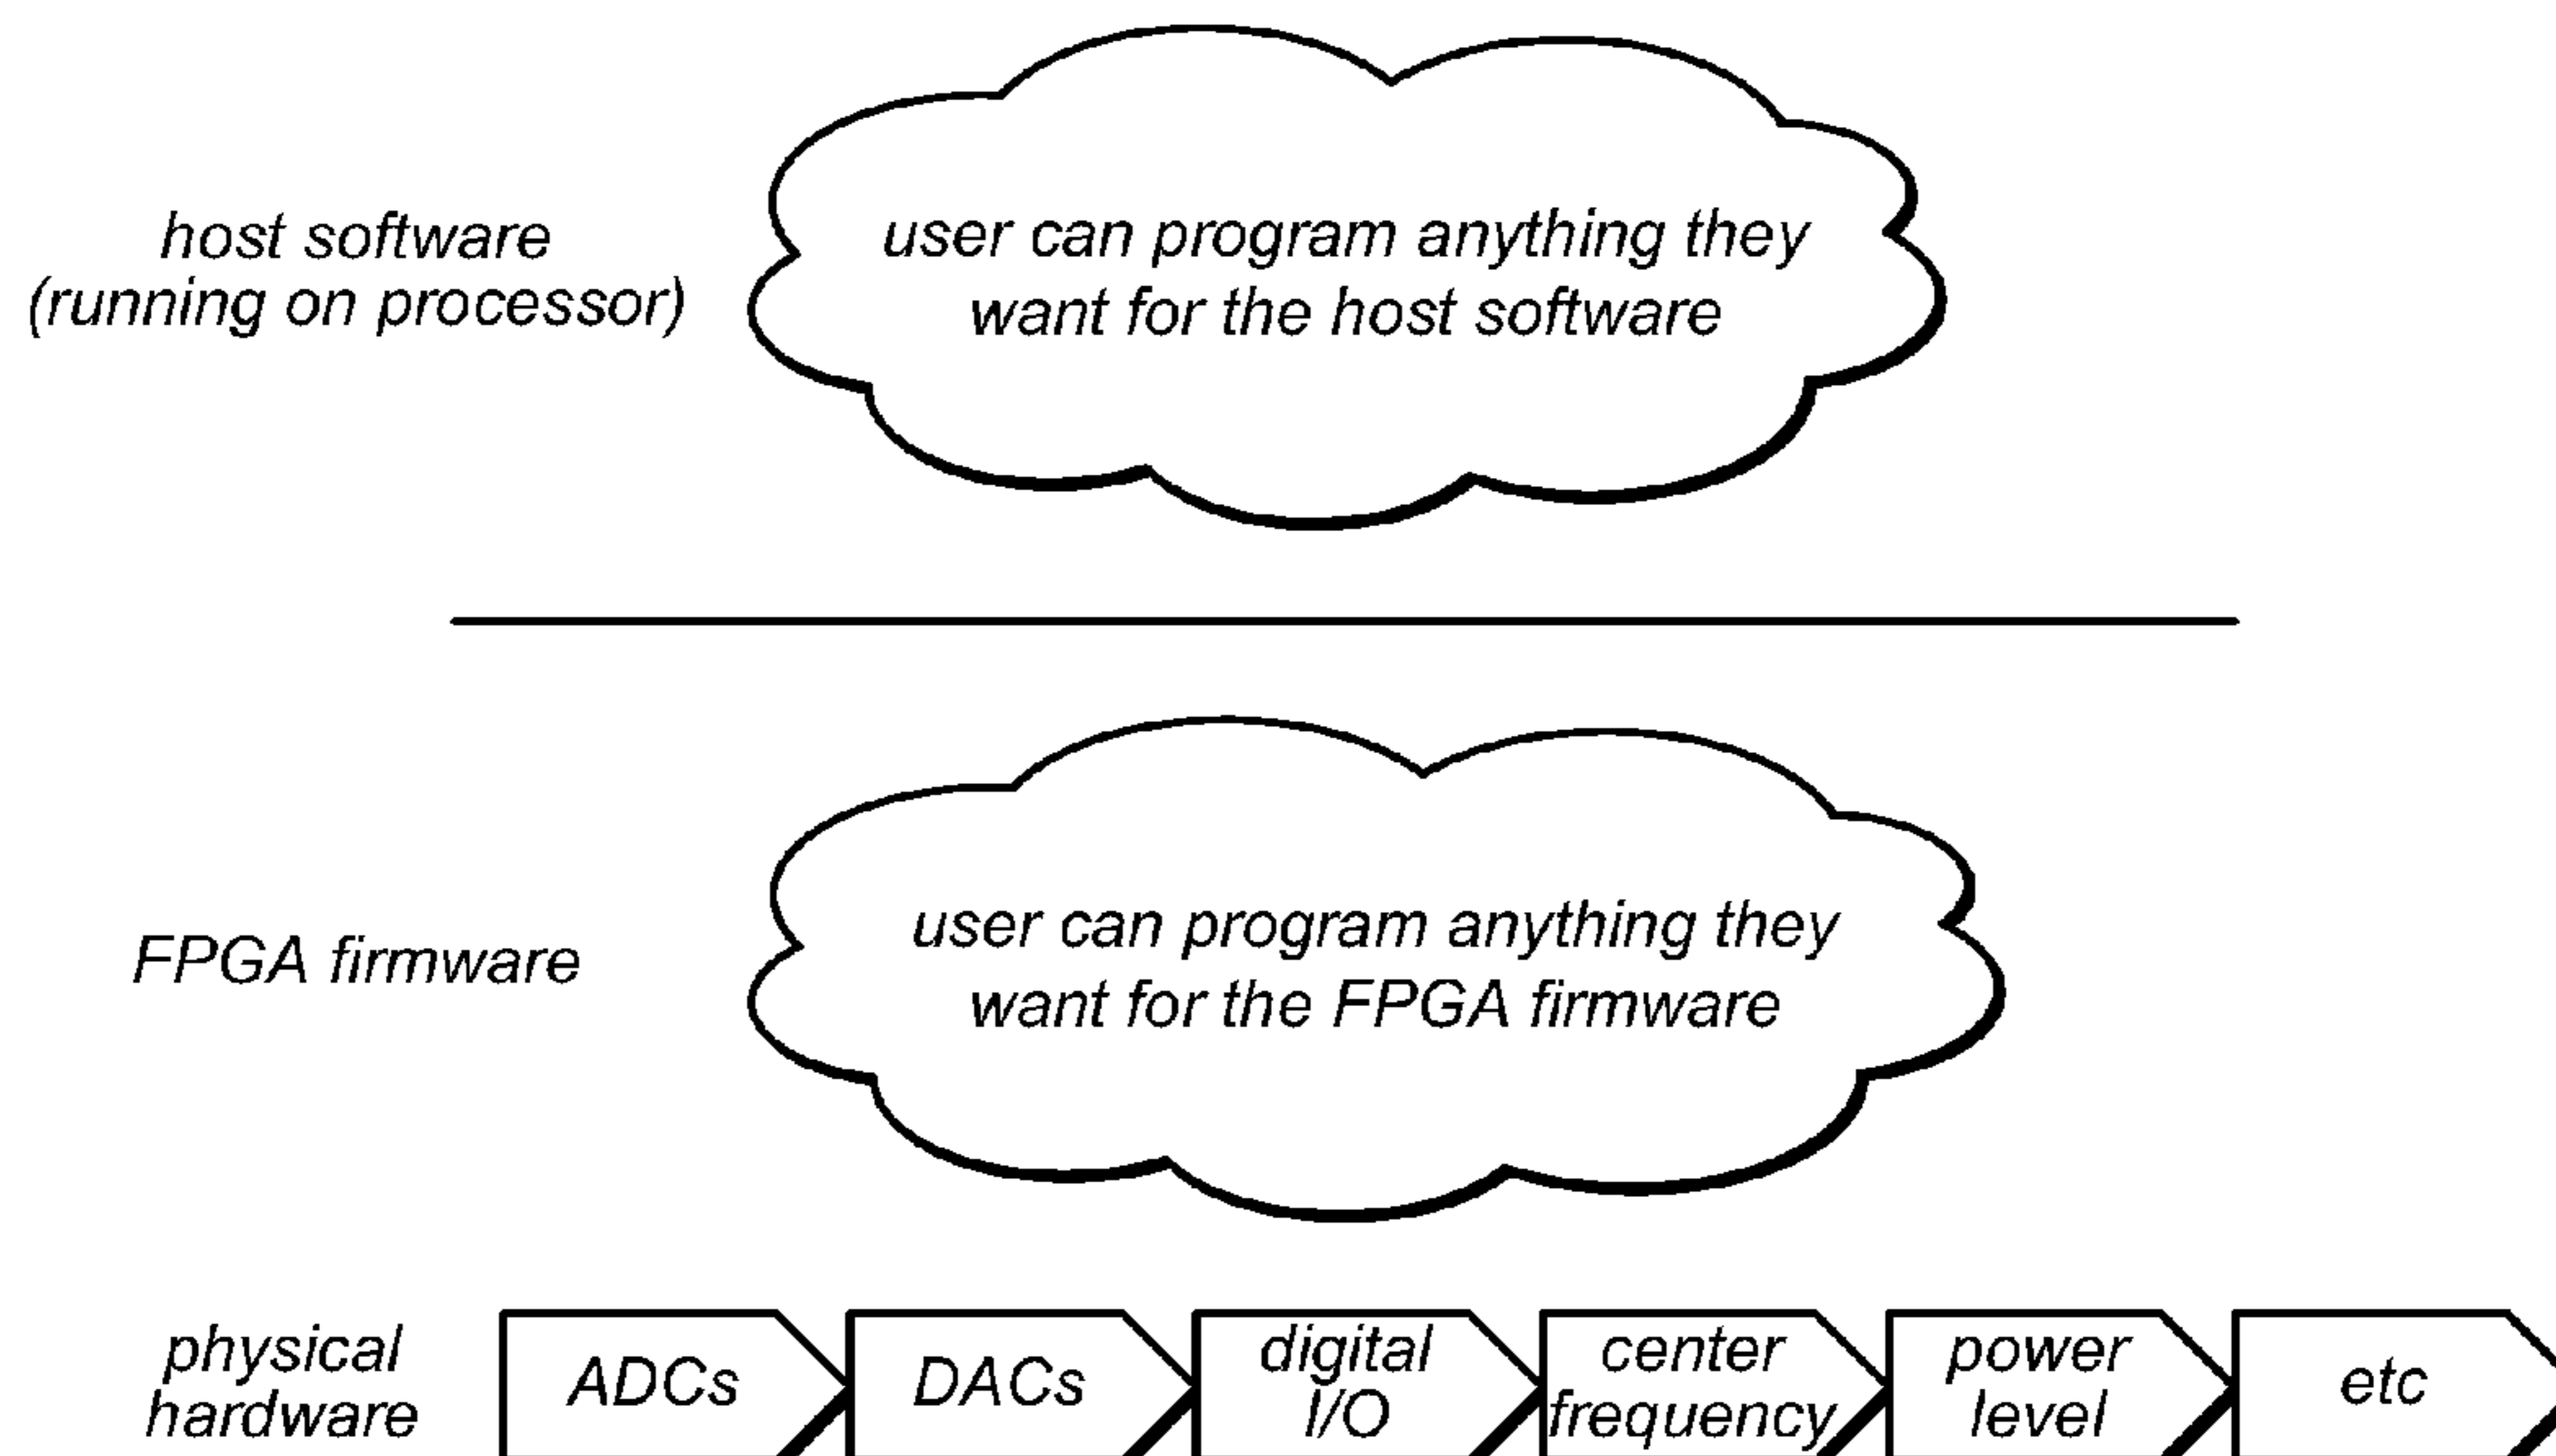 host software
(running on processor)
user can program anything they
want for the host software
FPGA firmware
user can program anything they
want for the FPGA firmware
physical
hardware
ADCs
DACs
digital
I/O
center
frequency
power
level
etc